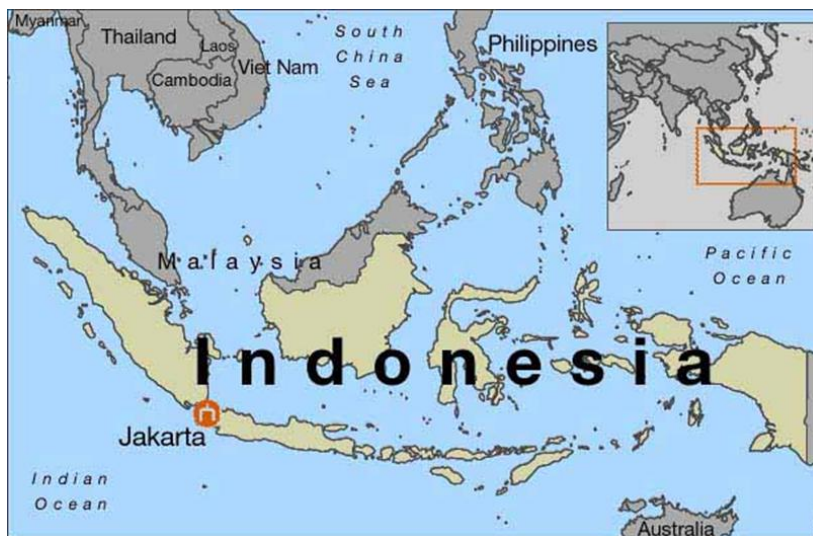 Myanmar
Thailand
Laos
Cambodia
Viet Nam
South
China
Sea
Philippines
Malaysia
Pacific
Ocean
Indonesia
Jakarta
Indian
Ocean
Australia